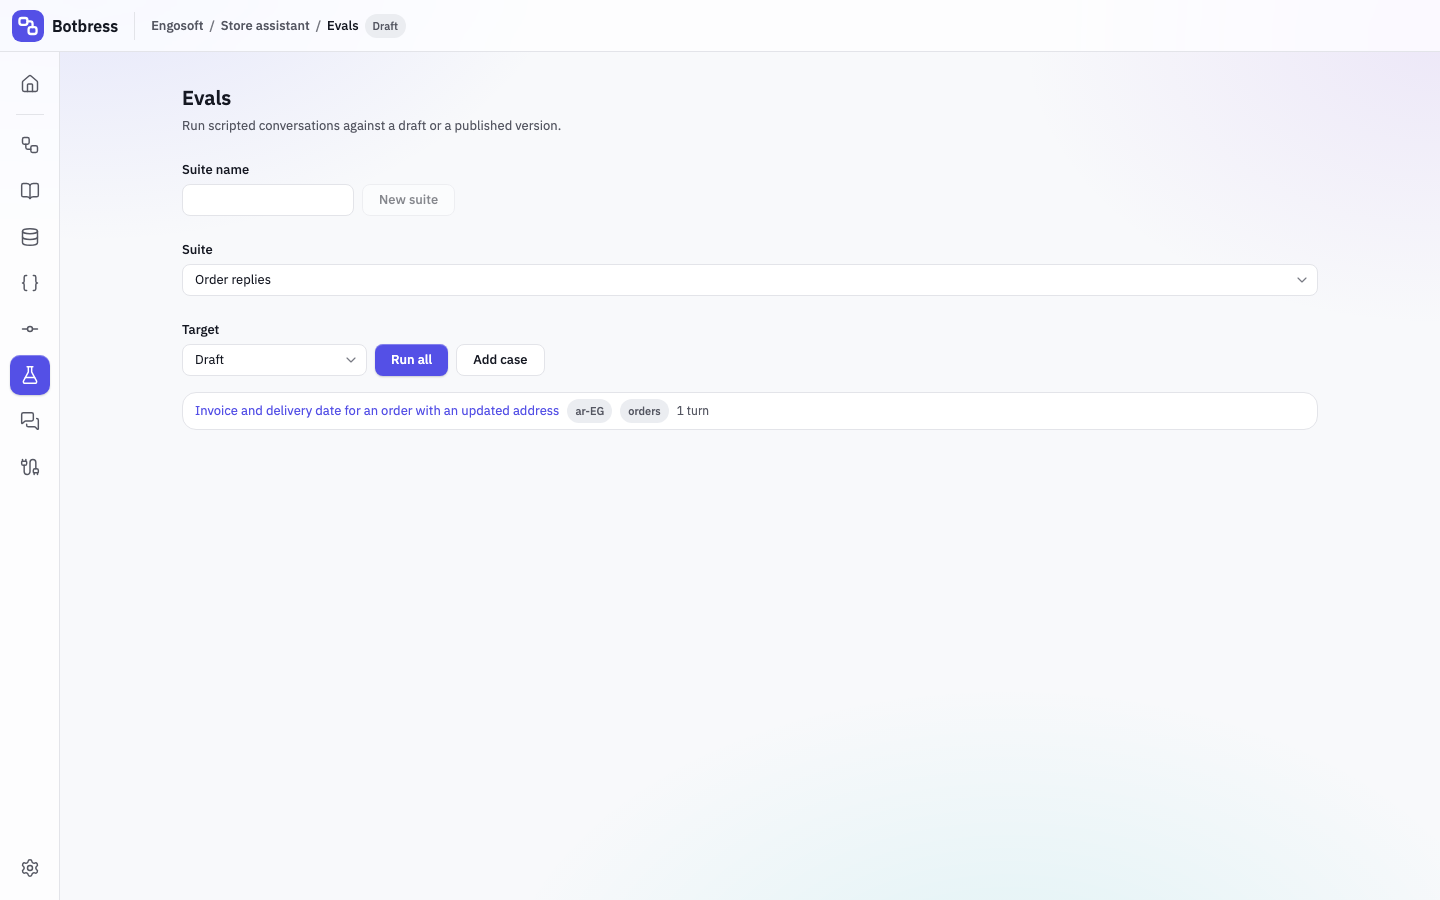 Botbress
Engosoft / Store assistant / Evals Draft
Evals
Run scripted conversations against a draft or a published version.
Suite name
New suite
Suite
Order replies
Target
Draft
Run all
Add case
Invoice and delivery date for an order with an updated address ar-EG orders 1 turn